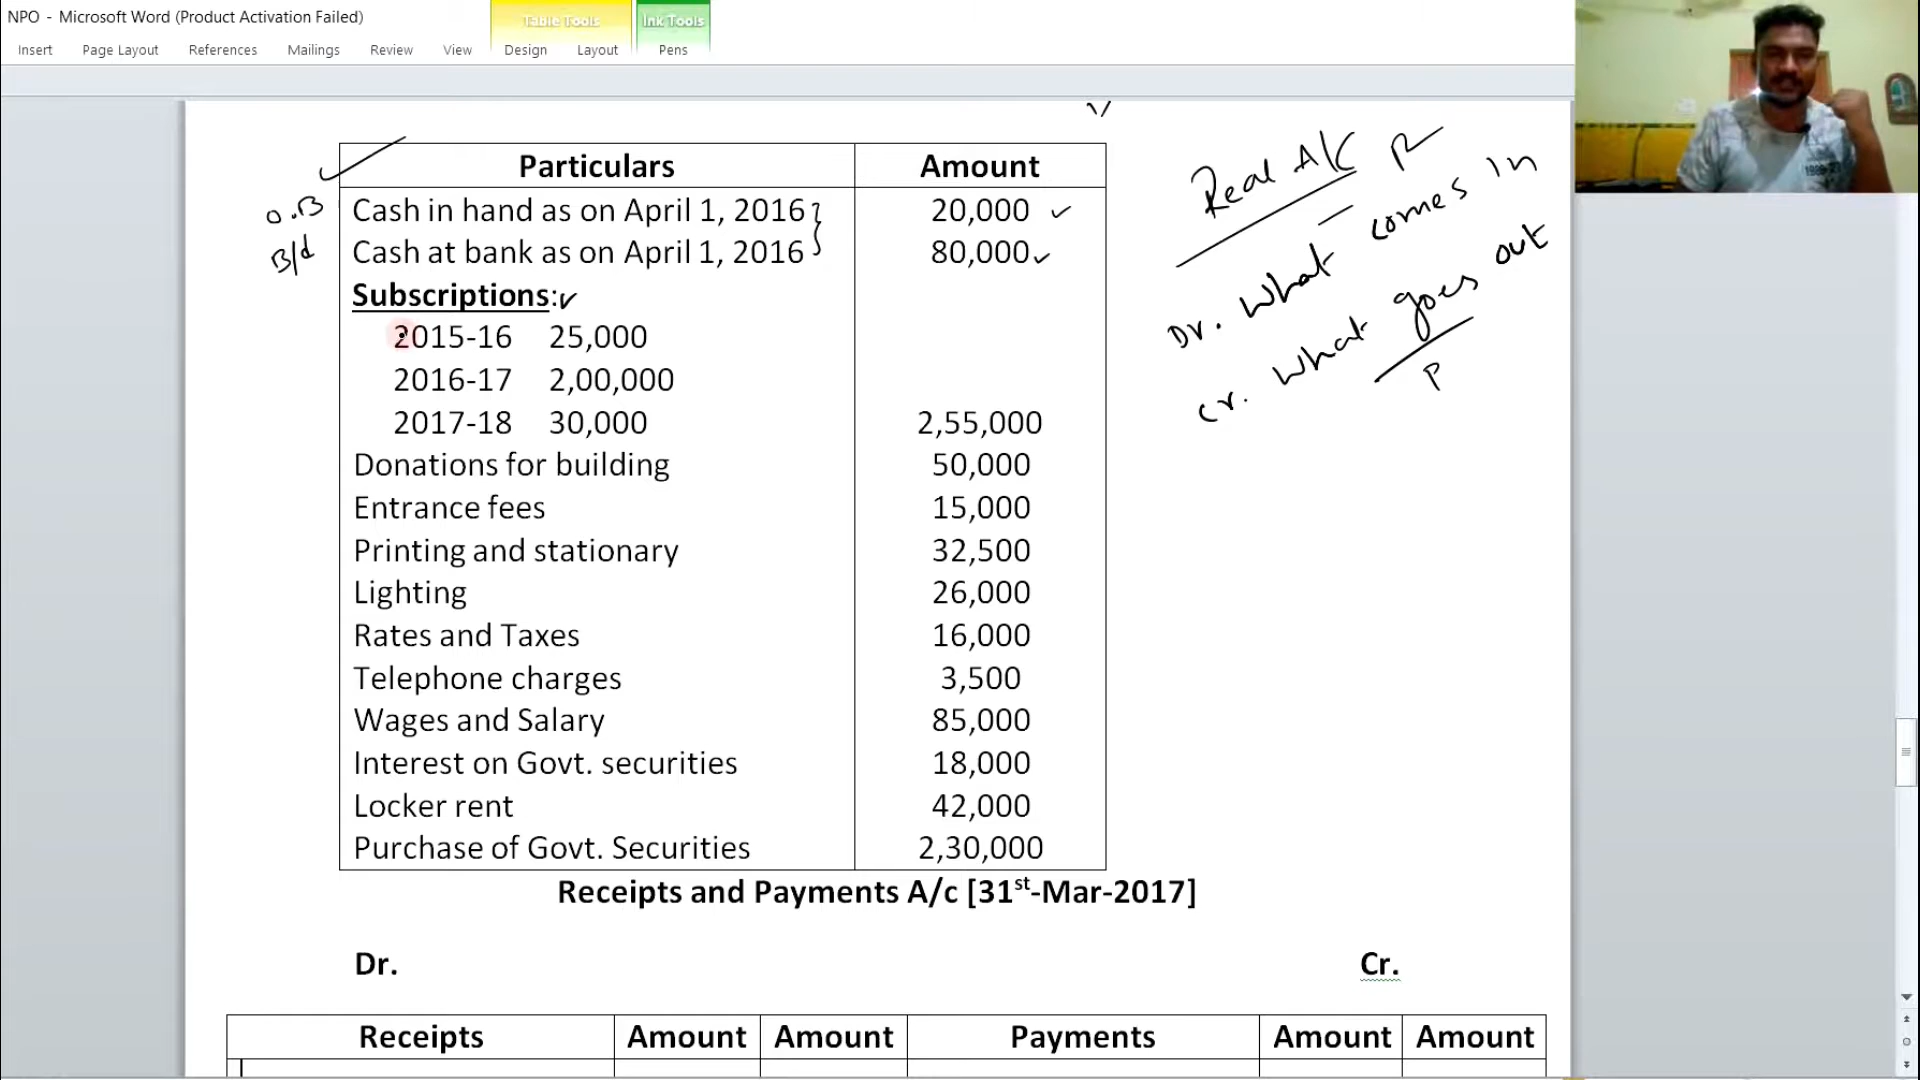 NPO - Microsoft Word (Product Activation Failed)
Table Tools
Ink Tools
Insert Page Layout References Mailings Review View Design Layout Pens
Particulars Amount
O.B Cash in hand as on April 1, 2016 20,000
B/d Cash at bank as on April 1, 2016 80,000
Subscriptions:
2015-16 25,000
2016-17 2,00,000
2017-18 30,000 2,55,000
Donations for building 50,000
Entrance fees 15,000
Printing and stationary 32,500
Lighting 26,000
Rates and Taxes 16,000
Telephone charges 3,500
Wages and Salary 85,000
Interest on Govt. securities 18,000
Locker rent 42,000
Purchase of Govt. Securities 2,30,000
Real A/C R
Dr. What comes in
Cr. What goes out
P
Receipts and Payments A/c [31st-Mar-2017]
Dr. Cr.
Receipts Amount Amount Payments Amount Amount